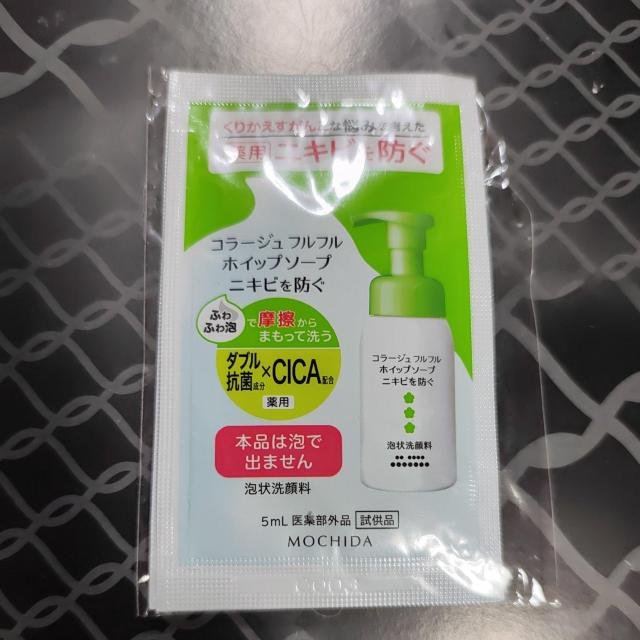 くりかえすがんこな悩みを考えた
薬用 ニキビを防ぐ
コラージュ フルフル
ホイップソープ
ニキビを防ぐ
ふわ
ふわ泡
で摩擦から
まもって洗う
ダブル
抗菌成分
×CICA配合
薬用
本品は泡で
出ません
泡状洗顔料
5mL 医薬部外品 試供品
MOCHIDA
コラージュ フルフル
ホイップソープ
ニキビを防ぐ
泡状洗顔料